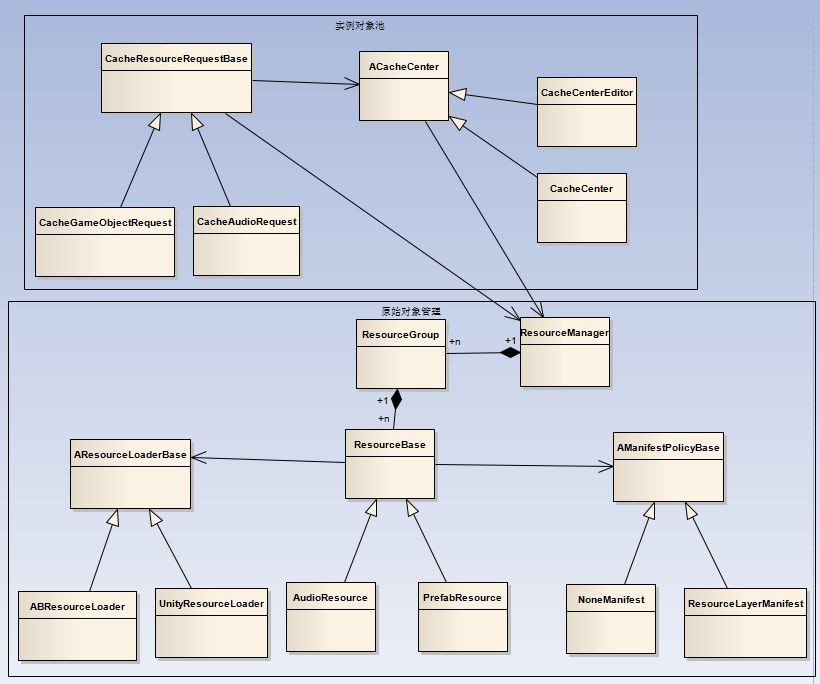 实例对象池
CacheResourceRequestBase
ACacheCenter
CacheCenterEditor
CacheCenter
CacheGameObjectRequest
CacheAudioRequest
原始对象管理
ResourceGroup
ResourceManager
+n
+1
+1
+n
ResourceBase
AResourceLoaderBase
AManifestPolicyBase
ABResourceLoader
UnityResourceLoader
AudioResource
PrefabResource
NoneManifest
ResourceLayerManifest